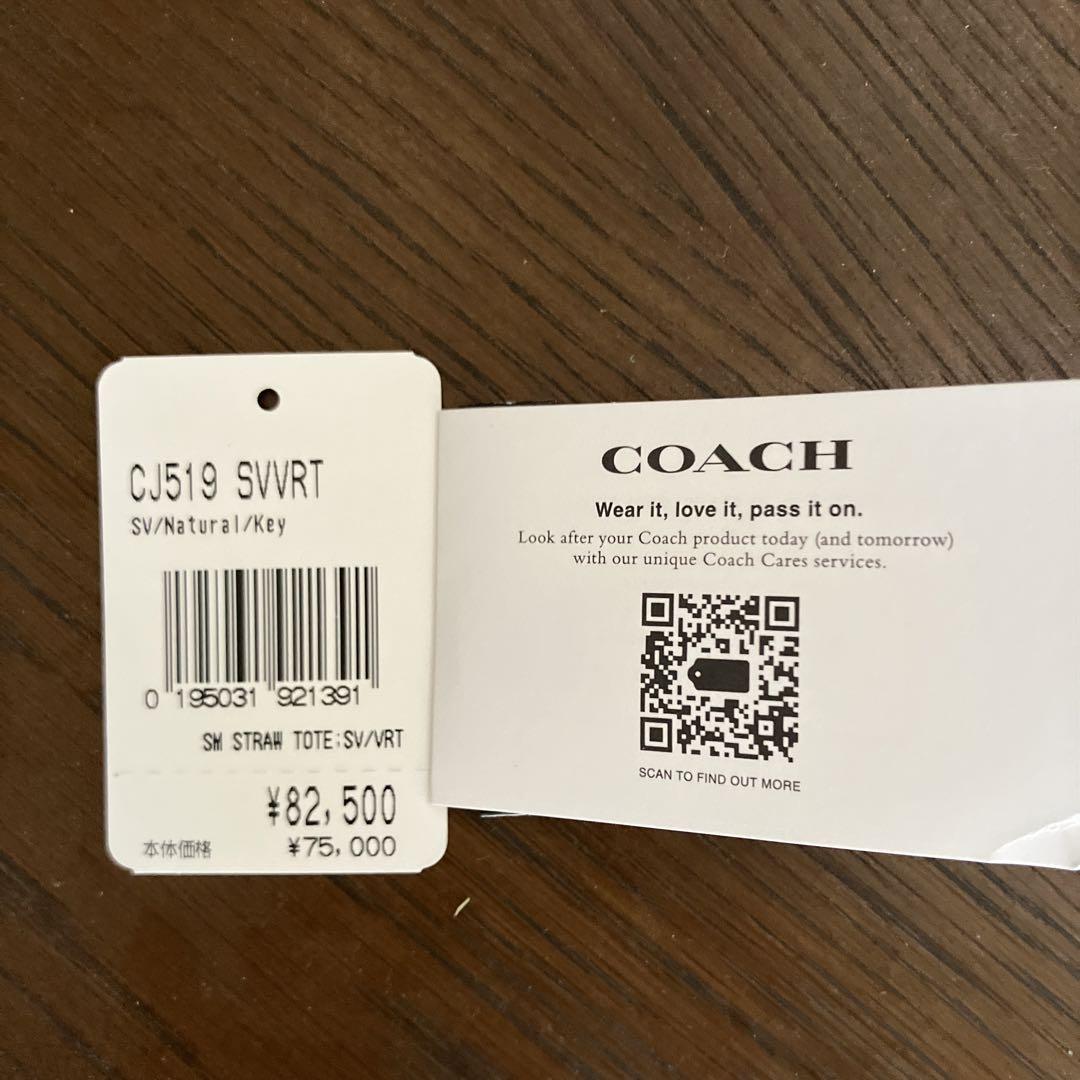 CJ519 SVVRT
SV/Natural/Key
0 195031 921391
SM STRAW TOTE;SV/VRT
¥82,500
本体価格 ¥75,000
COACH
Wear it, love it, pass it on.
Look after your Coach product today (and tomorrow)
with our unique Coach Cares services.
SCAN TO FIND OUT MORE